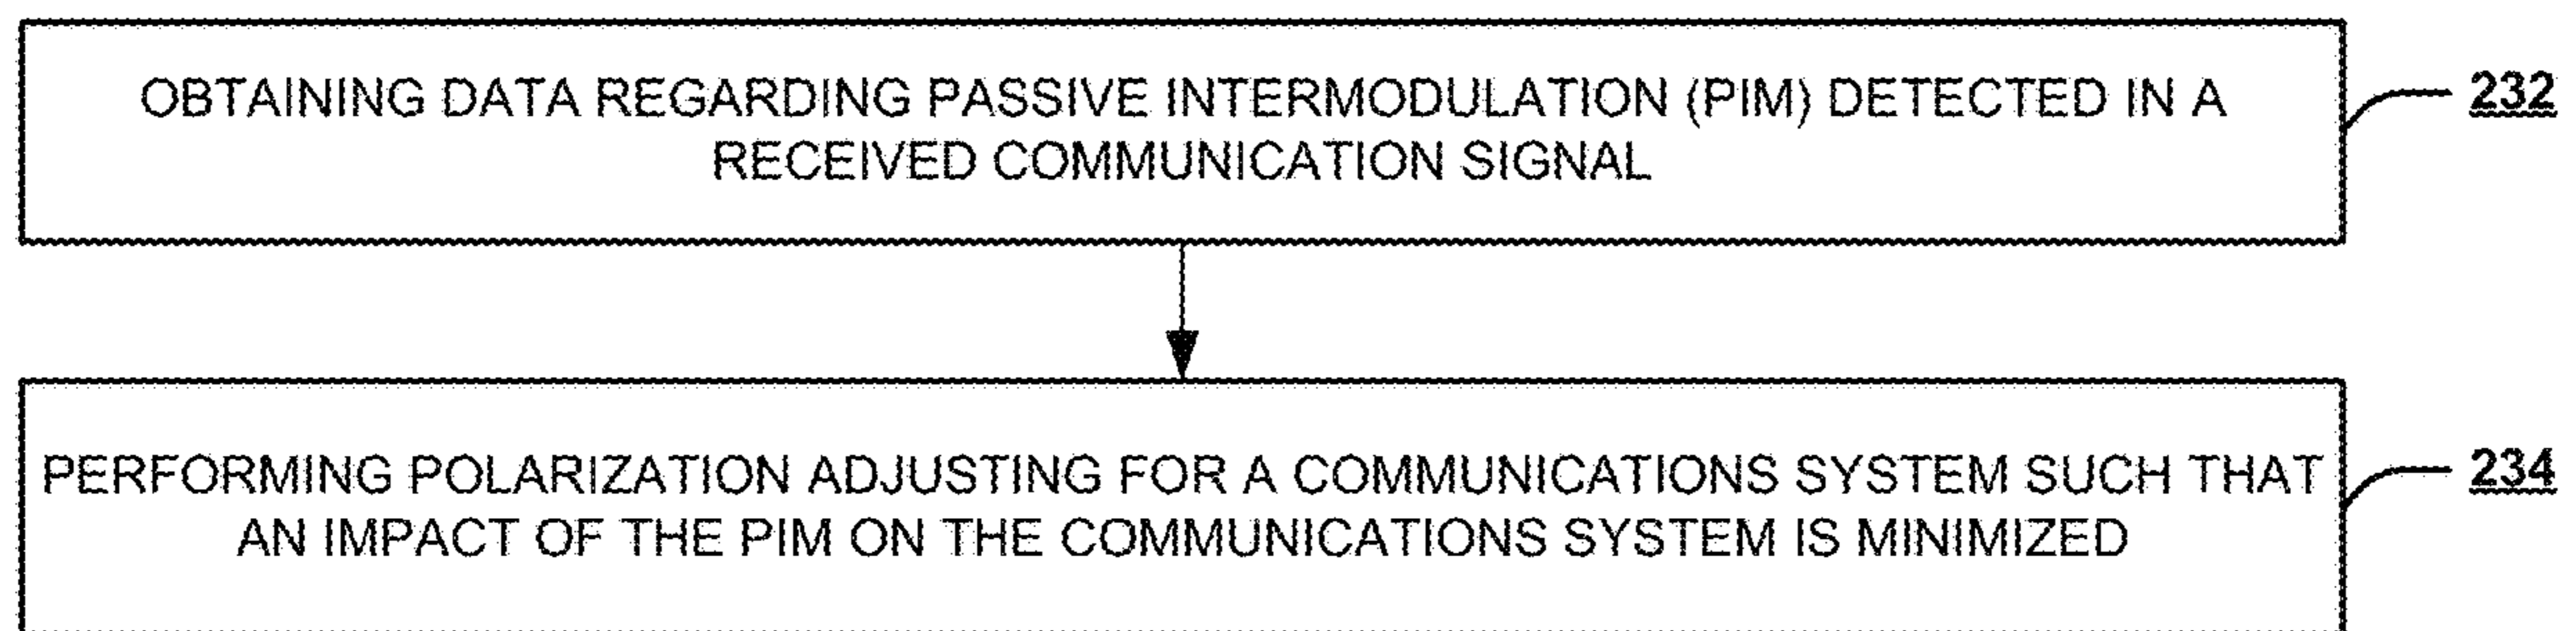 OBTAINING DATA REGARDING PASSIVE INTERMODULATION (PIM) DETECTED IN A
RECEIVED COMMUNICATION SIGNAL
232
PERFORMING POLARIZATION ADJUSTING FOR A COMMUNICATIONS SYSTEM SUCH THAT
AN IMPACT OF THE PIM ON THE COMMUNICATIONS SYSTEM IS MINIMIZED
234